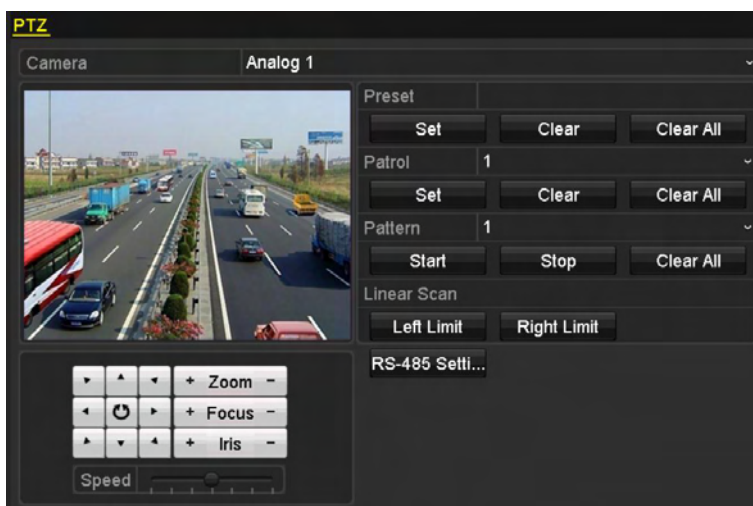 PTZ
Camera Analog 1
Preset
Set Clear Clear All
Patrol 1
Set Clear Clear All
Pattern 1
Start Stop Clear All
Linear Scan
Left Limit Right Limit
RS-485 Setti...
+ Zoom -
+ Focus -
+ Iris -
Speed